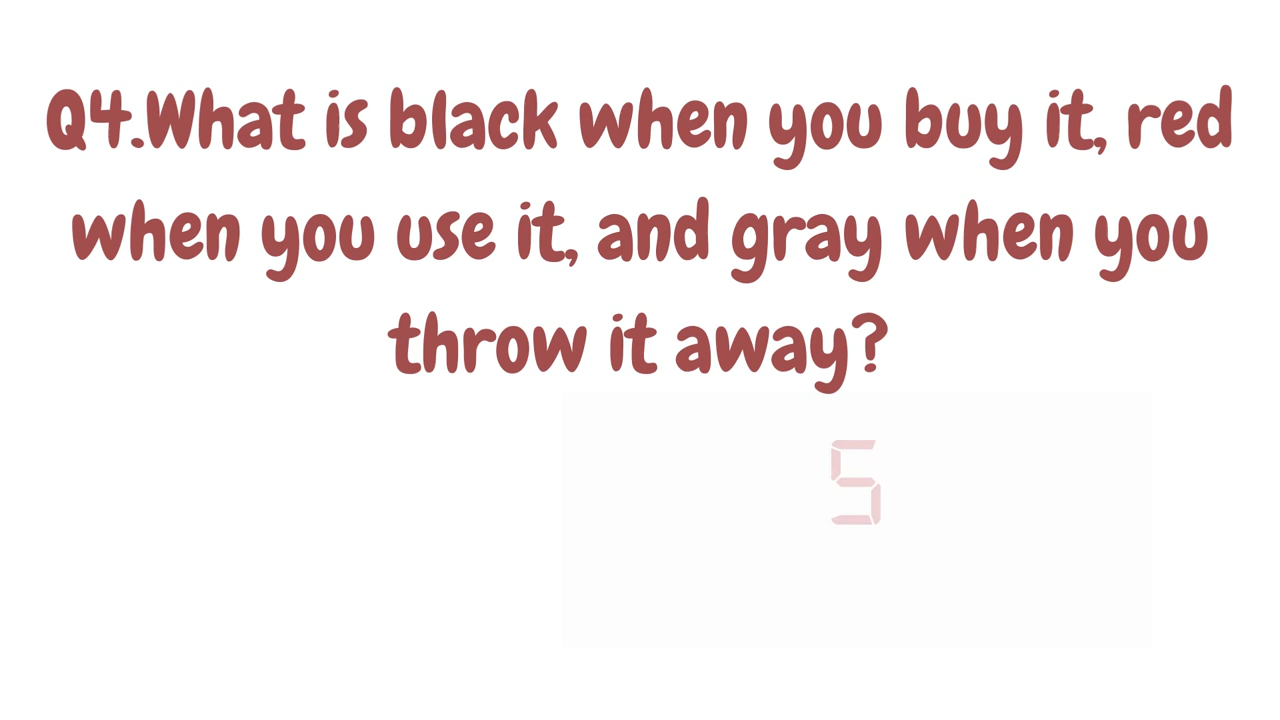 Q4.What is black when you buy it, red
when you use it, and gray when you
throw it away?
5